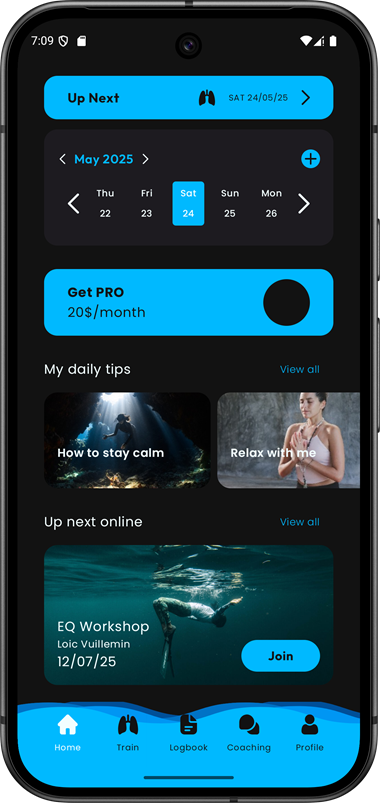 7:09
Up Next SAT 24/05/25
May 2025
Thu Fri Sat Sun Mon
22 23 24 25 26
Get PRO
20$/month
My daily tips View all
How to stay calm Relax with me
Up next online View all
EQ Workshop
Loic Vuillemin
12/07/25 Join
Home Train Logbook Coaching Profile